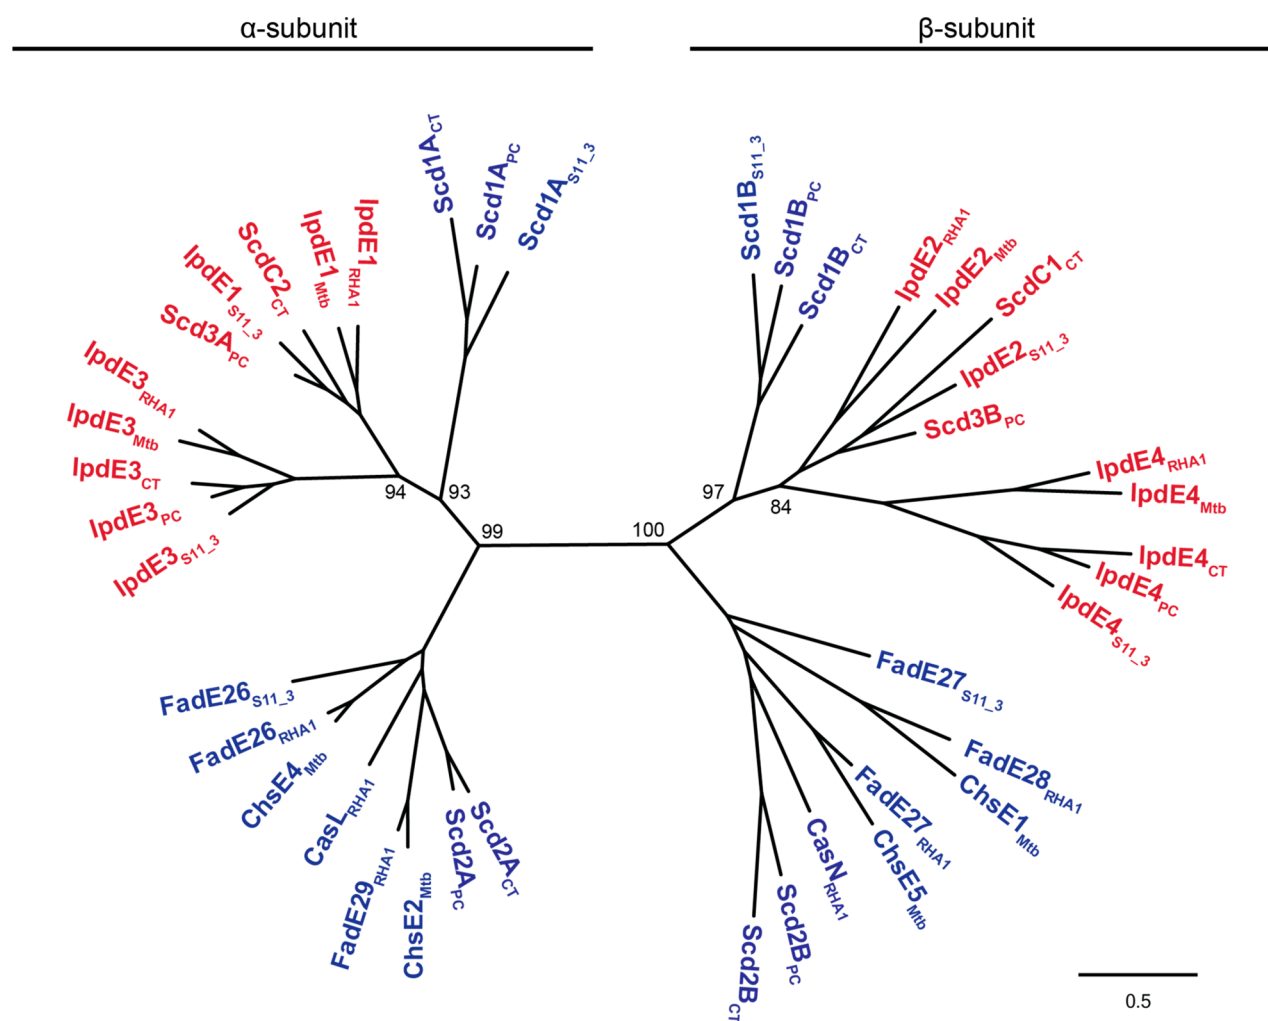 α-subunit
β-subunit
Scd1ACT
Scd1APC
Scd1AS11_3
IpdE1RHA1
IpdE1Mtb
ScdC2CT
IpdE1S11_3
Scd3APC
IpdE3RHA1
IpdE3Mtb
IpdE3CT
IpdE3PC
IpdE3S11_3
94
93
99
100
97
84
Scd1BS11_3
Scd1BPC
Scd1BCT
IpdE2RHA1
IpdE2Mtb
ScdC1CT
IpdE2S11_3
Scd3BPC
IpdE4RHA1
IpdE4Mtb
IpdE4CT
IpdE4PC
IpdE4S11_3
FadE26S11_3
FadE26RHA1
ChsE4Mtb
CasLRHA1
FadE29RHA1
ChsE2Mtb
Scd2APC
Scd2ACT
FadE27S11_3
FadE28RHA1
ChsE1Mtb
FadE27RHA1
ChsE5Mtb
CasNRHA1
Scd2BPC
Scd2BCT
0.5